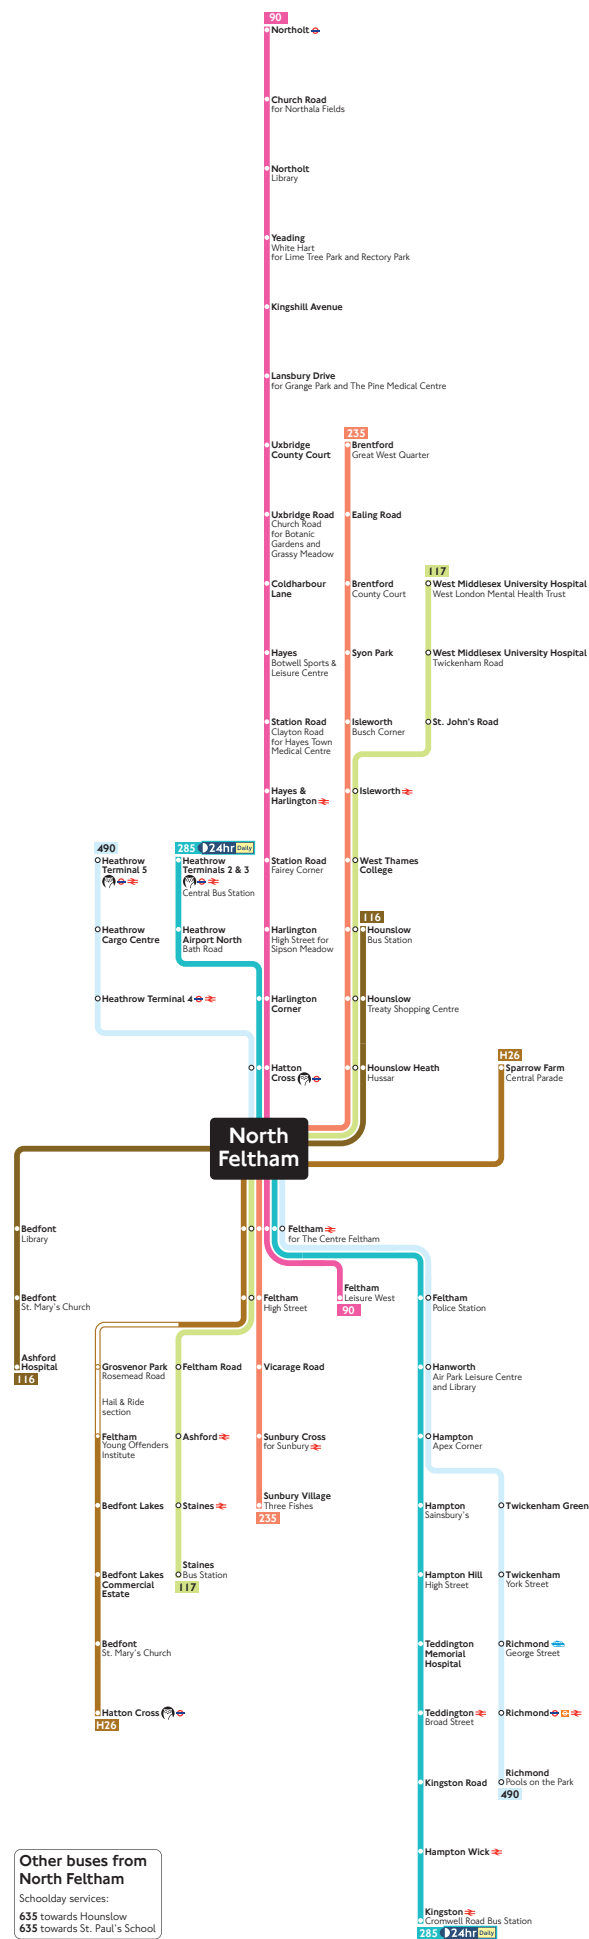 90
Northolt
Church Road
for Northala Fields
Northolt
Library
Yeading
White Hart
for Lime Tree Park and Rectory Park
Kingshill Avenue
Lansbury Drive
for Grange Park and The Pine Medical Centre
Uxbridge
County Court
Uxbridge Road
Church Road
for Botanic
Gardens and
Grassy Meadow
Coldharbour
Lane
Hayes
Botwell Sports &
Leisure Centre
Station Road
Clayton Road
for Hayes Town
Medical Centre
Hayes &
Harlington
Station Road
Fairey Corner
Harlington
High Street for
Sipson Meadow
Harlington
Corner
Hatton
Cross
235
Brentford
Great West Quarter
Ealing Road
Brentford
County Court
Syon Park
Isleworth
Busch Corner
117
West Middlesex University Hospital
West London Mental Health Trust
West Middlesex University Hospital
Twickenham Road
St. John's Road
Isleworth
West Thames
College
116
Hounslow
Bus Station
Hounslow
Treaty Shopping Centre
Hounslow Heath
Hussar
490
Heathrow
Terminal 5
Heathrow
Cargo Centre
Heathrow Terminal 4
285 24hr Daily
Heathrow
Terminals 2 & 3
Central Bus Station
Heathrow
Airport North
Bath Road
H26
Sparrow Farm
Central Parade
North
Feltham
Bedfont
Library
Bedfont
St. Mary's Church
Ashford
Hospital
116
Feltham
for The Centre Feltham
Feltham
High Street
Feltham
Leisure West
90
Grosvenor Park
Rosemead Road
Hail & Ride
section
Feltham
Young Offenders
Institute
Bedfont Lakes
Bedfont Lakes
Commercial
Estate
Bedfont
St. Mary's Church
Hatton Cross
H26
Feltham Road
Ashford
Staines
Staines
Bus Station
117
Vicarage Road
Sunbury Cross
for Sunbury
Sunbury Village
Three Fishes
235
Feltham
Police Station
Hanworth
Air Park Leisure Centre
and Library
Hampton
Apex Corner
Hampton
Sainsbury's
Hampton Hill
High Street
Teddington
Memorial
Hospital
Teddington
Broad Street
Kingston Road
Hampton Wick
Kingston
Cromwell Road Bus Station
285 24hr Daily
Twickenham Green
Twickenham
York Street
Richmond
George Street
Richmond
Richmond
Pools on the Park
490
Other buses from
North Feltham
Schoolday services:
635 towards Hounslow
635 towards St. Paul's School